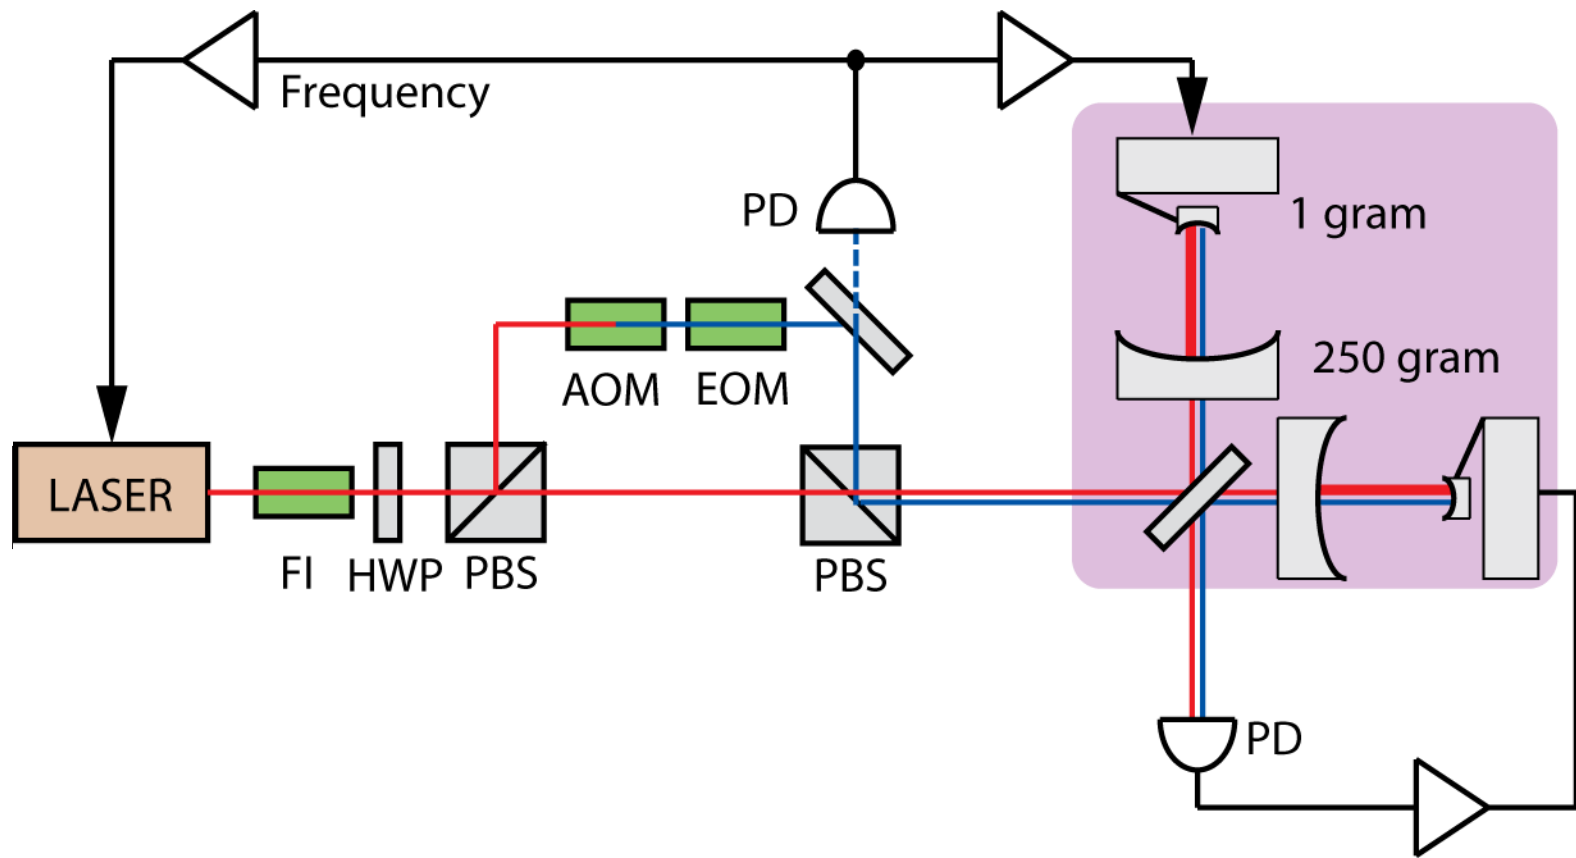 Frequency
PD
1 gram
250 gram
AOM
EOM
LASER
FI
HWP
PBS
PBS
PD